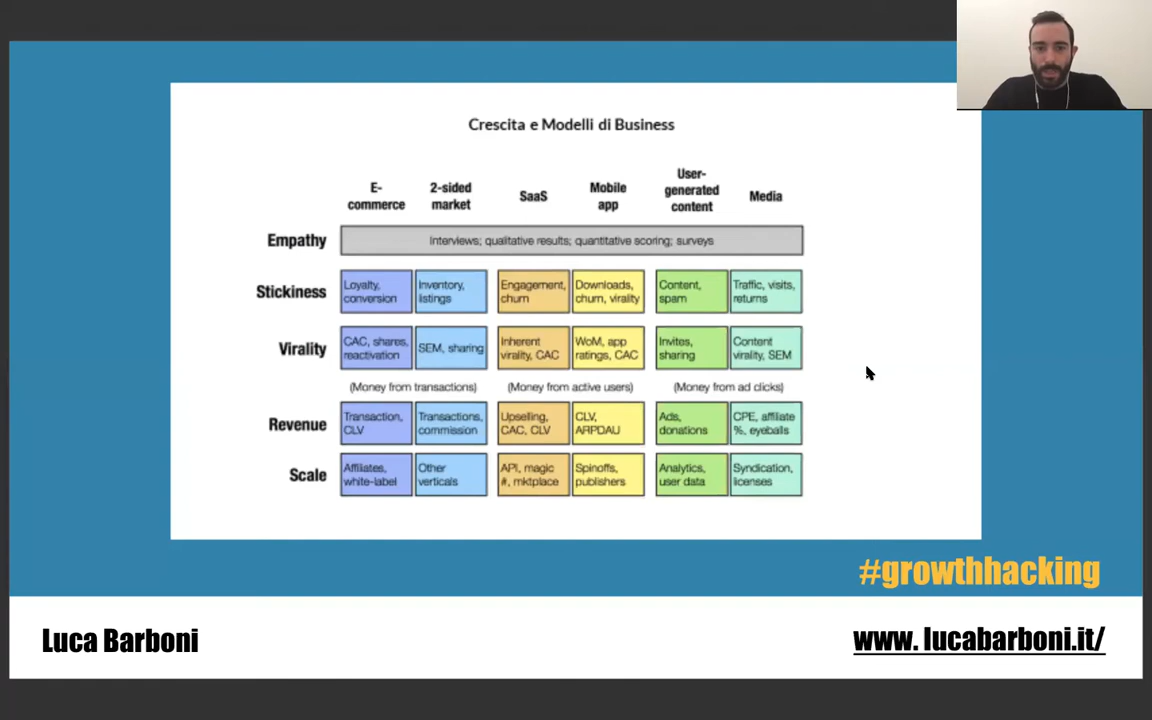 Crescita e Modelli di Business
E-
commerce
2-sided
market
SaaS
Mobile
app
User-
generated
content
Media
Empathy
Interviews; qualitative results; quantitative scoring; surveys
Stickiness
Loyalty,
conversion
Inventory,
listings
Engagement,
churn
Downloads,
churn, virality
Content,
spam
Traffic, visits,
returns
Virality
CAC, shares,
reactivation
SEM, sharing
Inherent
virality, CAC
WoM, app
ratings, CAC
Invites,
sharing
Content
virality, SEM
(Money from transactions)
(Money from active users)
(Money from ad clicks)
Revenue
Transaction,
CLV
Transactions,
commission
Upselling,
CAC, CLV
CLV,
ARPDAU
Ads,
donations
CPE, affiliate
%, eyeballs
Scale
Affiliates,
white-label
Other
verticals
API, magic
#, mktplace
Spinoffs,
publishers
Analytics,
user data
Syndication,
licenses
#growthhacking
Luca Barboni
www. lucabarboni.it/